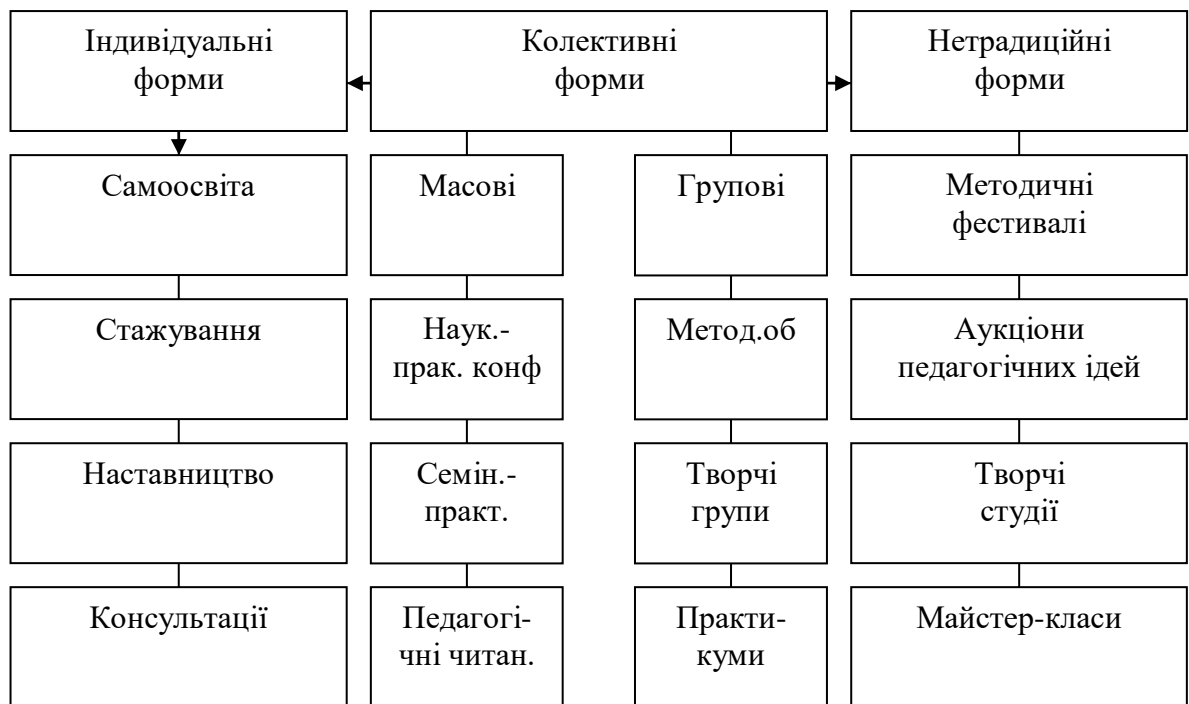 Індивідуальні
форми
Колективні
форми
Нетрадиційні
форми
Самоосвіта
Масові
Групові
Методичні
фестивалі
Стажування
Наук.-
прак. конф
Метод.об
Аукціони
педагогічних ідей
Наставництво
Семін.-
практ.
Творчі
групи
Творчі
студії
Консультації
Педагогі-
чні читан.
Практи-
куми
Майстер-класи